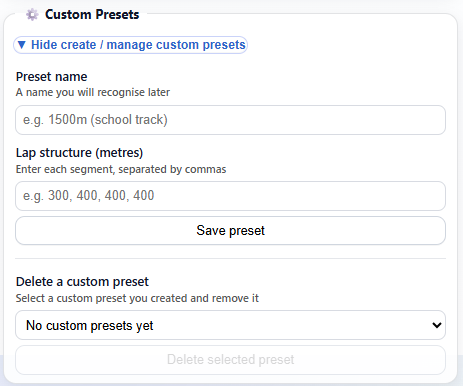 Custom Presets
▼ Hide create / manage custom presets
Preset name
A name you will recognise later
e.g. 1500m (school track)
Lap structure (metres)
Enter each segment, separated by commas
e.g. 300, 400, 400, 400
Save preset
Delete a custom preset
Select a custom preset you created and remove it
No custom presets yet
Delete selected preset